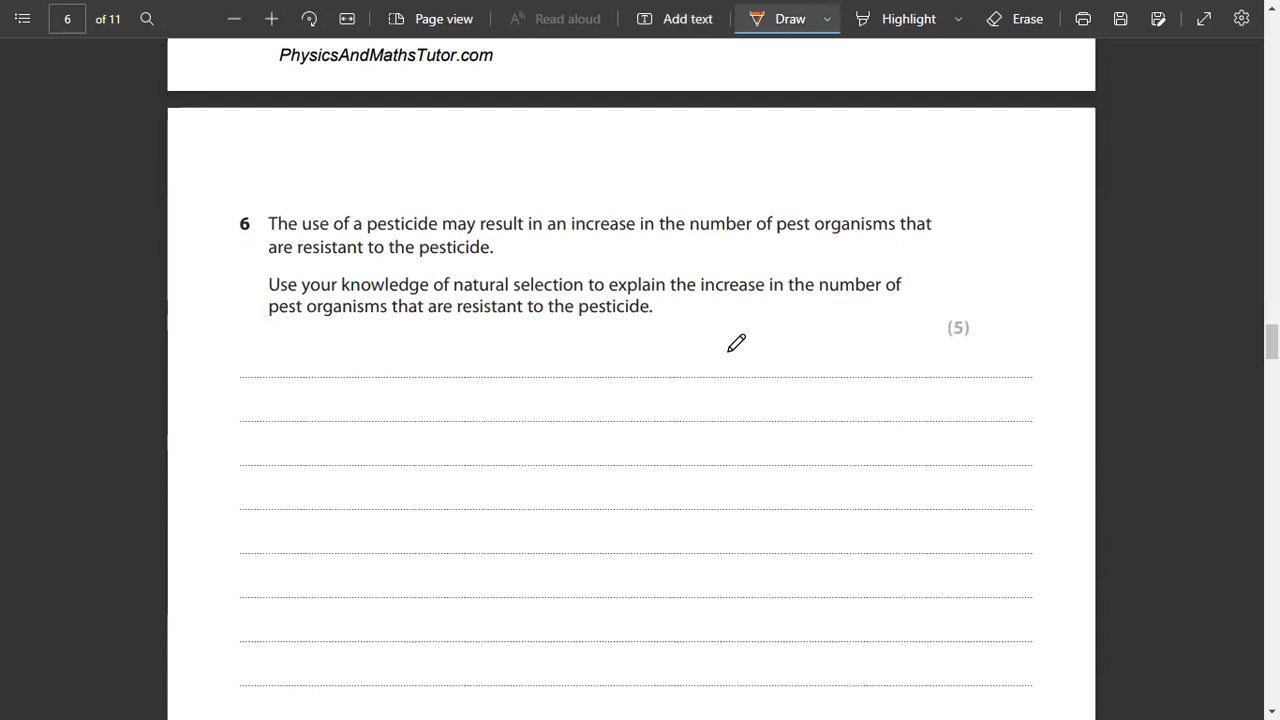 6 of 11 Page view Read aloud Add text Draw Highlight Erase
PhysicsAndMathsTutor.com
6 The use of a pesticide may result in an increase in the number of pest organisms that
are resistant to the pesticide.
Use your knowledge of natural selection to explain the increase in the number of
pest organisms that are resistant to the pesticide.
(5)